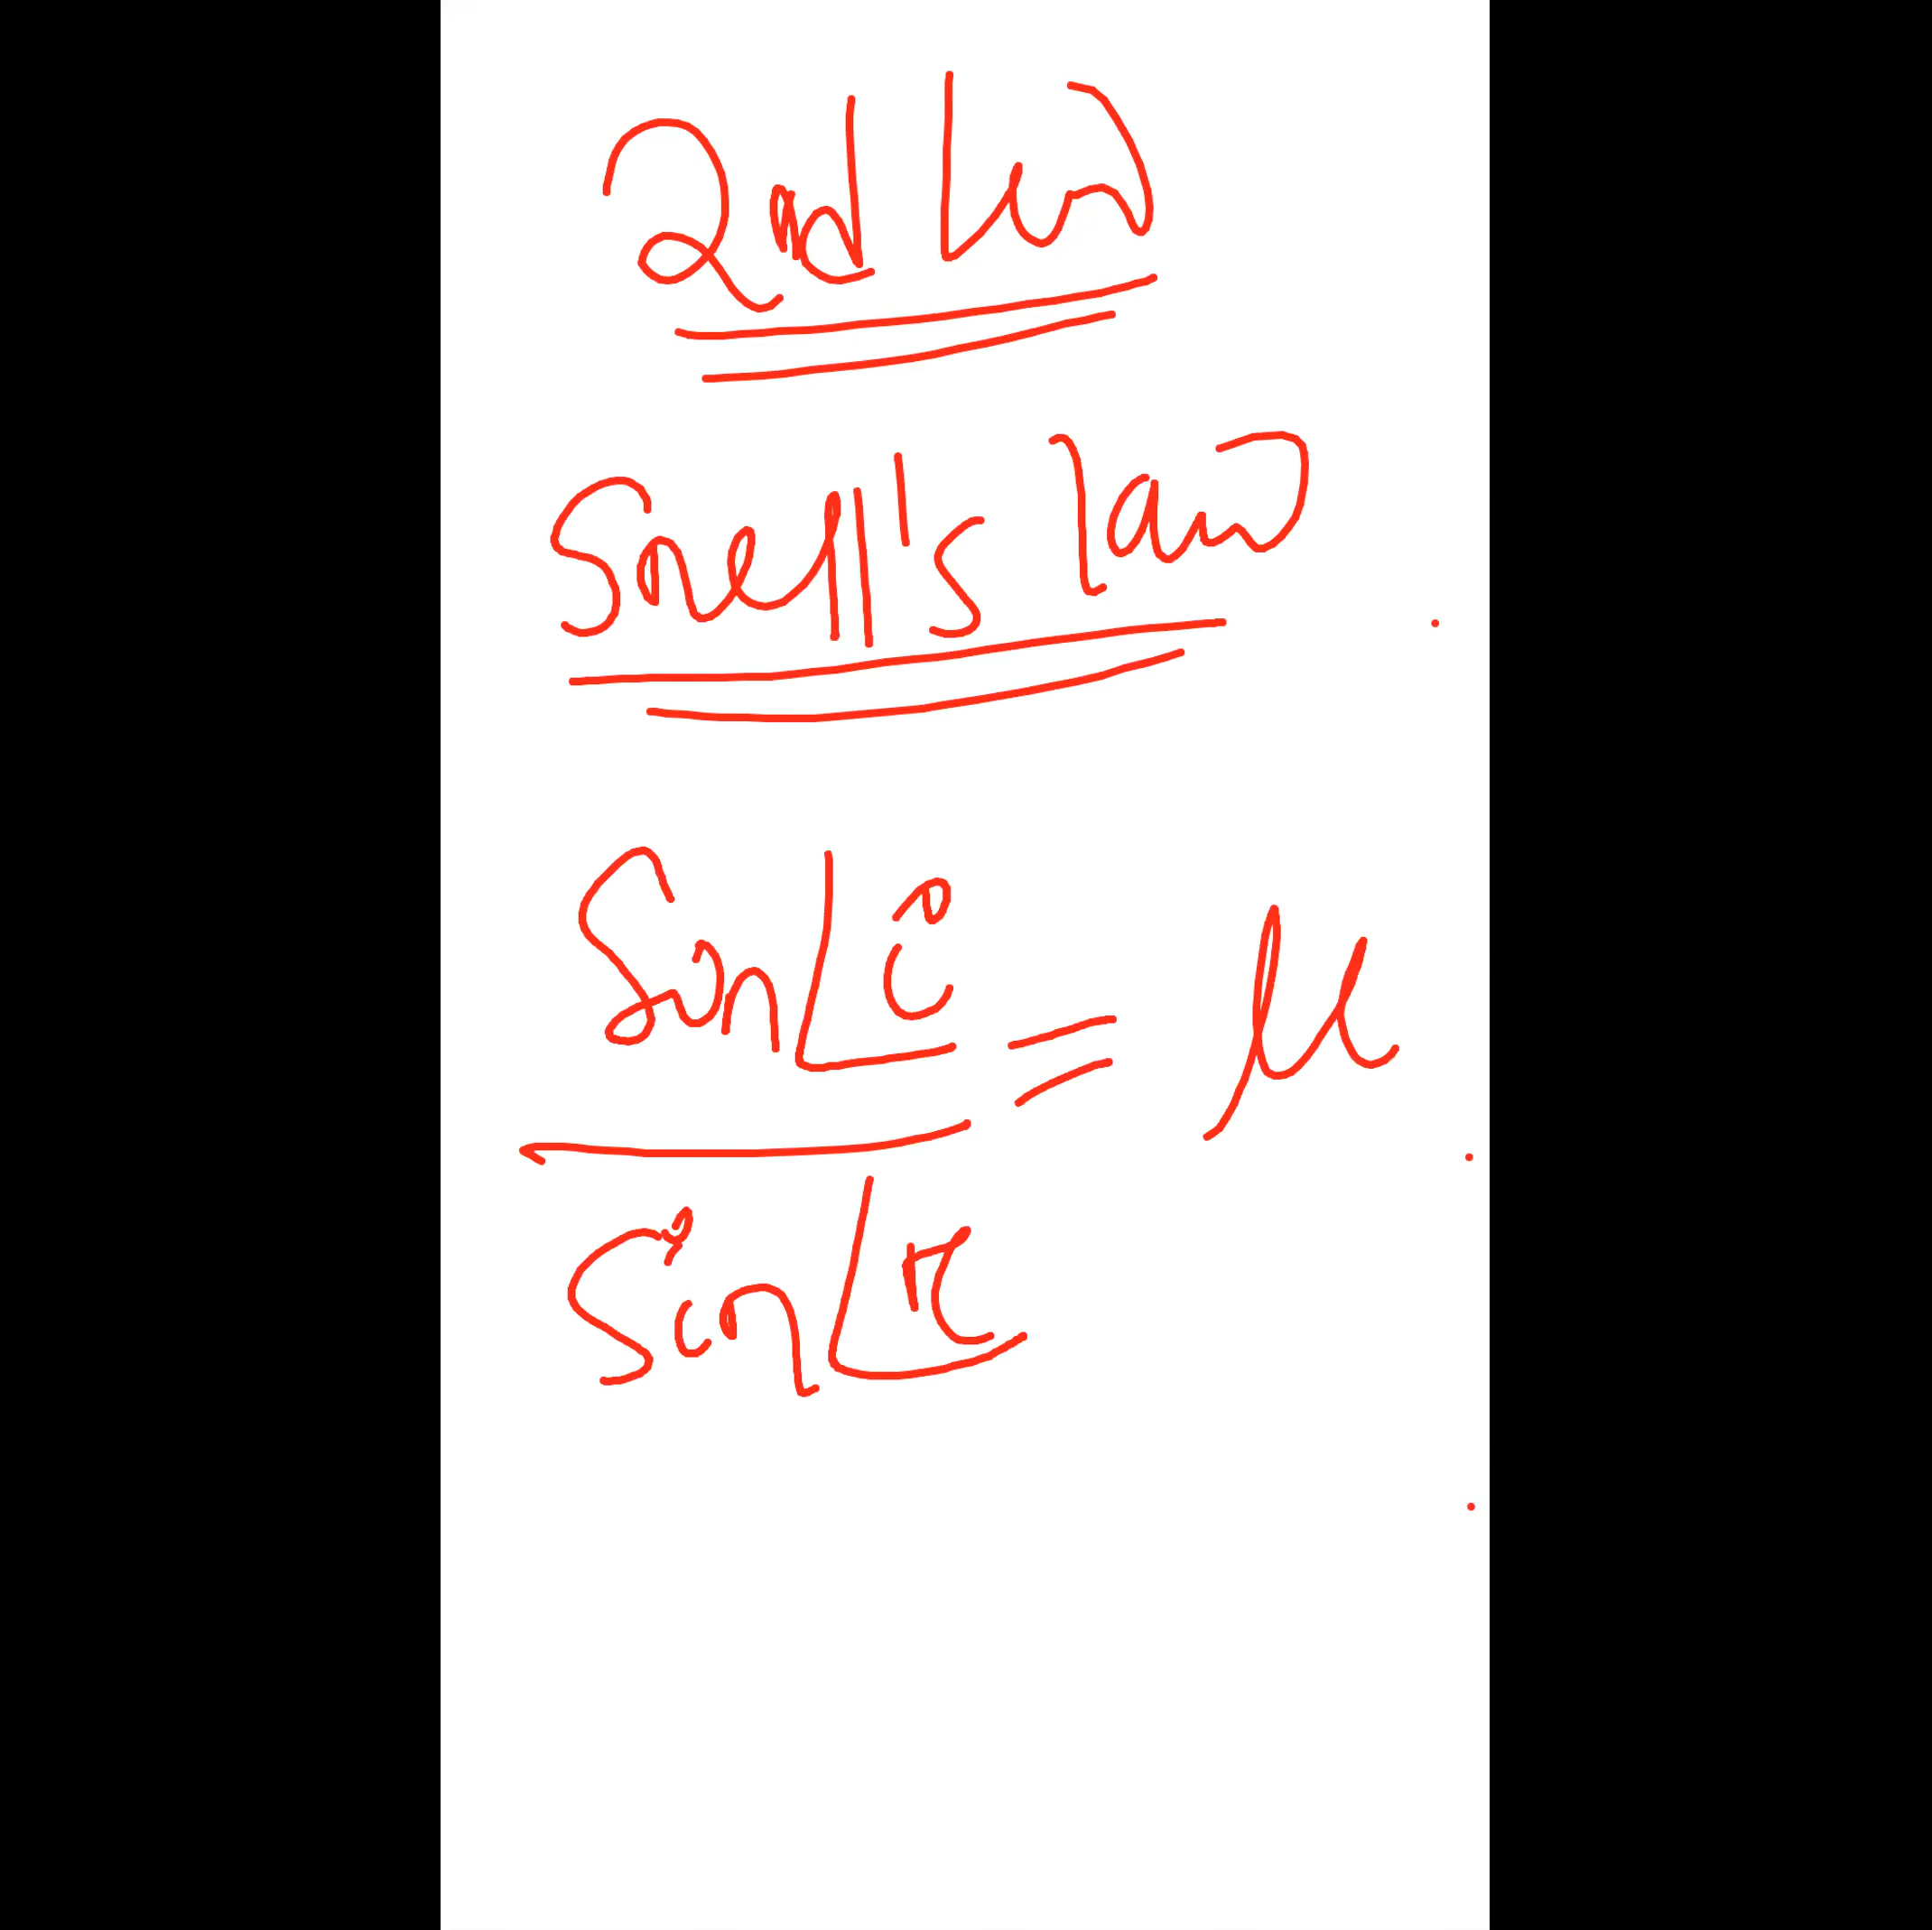 2nd law
Snell's law
Sin∠i = μ
Sin∠r